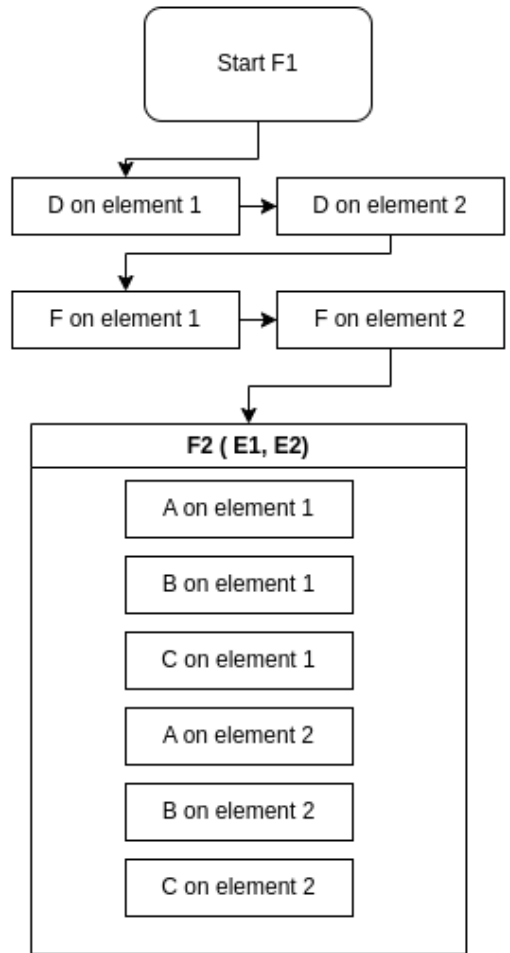 Start F1
D on element 1
D on element 2
F on element 1
F on element 2
F2 ( E1, E2)
A on element 1
B on element 1
C on element 1
A on element 2
B on element 2
C on element 2